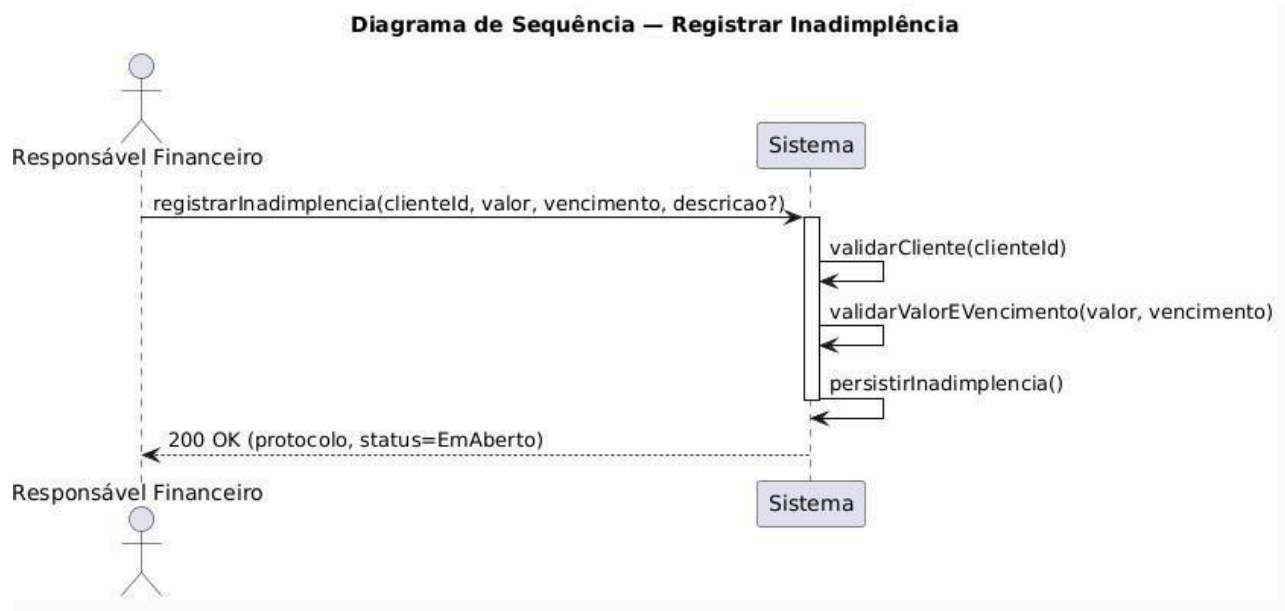 Diagrama de Sequência — Registrar Inadimplência
Responsável Financeiro
Sistema
registrarInadimplencia(clienteId, valor, vencimento, descricao?)
validarCliente(clienteId)
validarValorEVencimento(valor, vencimento)
persistirInadimplencia()
200 OK (protocolo, status=EmAberto)
Responsável Financeiro
Sistema